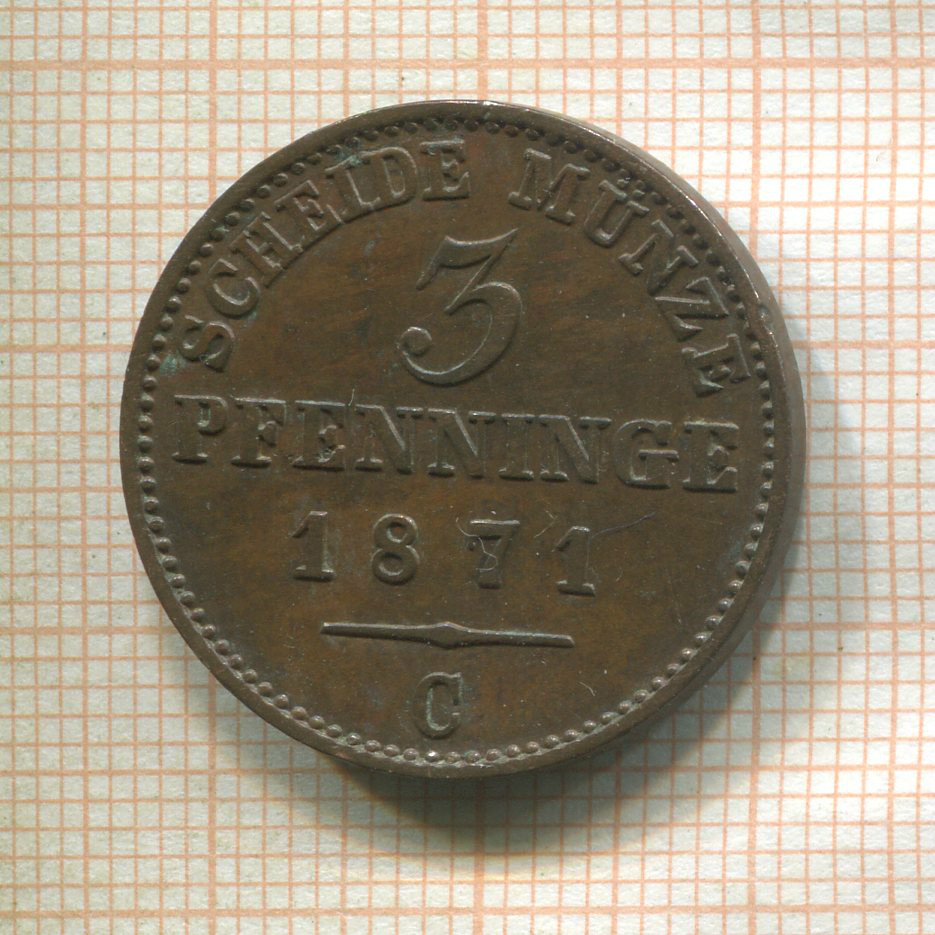 SCHEIDE MÜNZE
3
PFENNINGE
1871
C